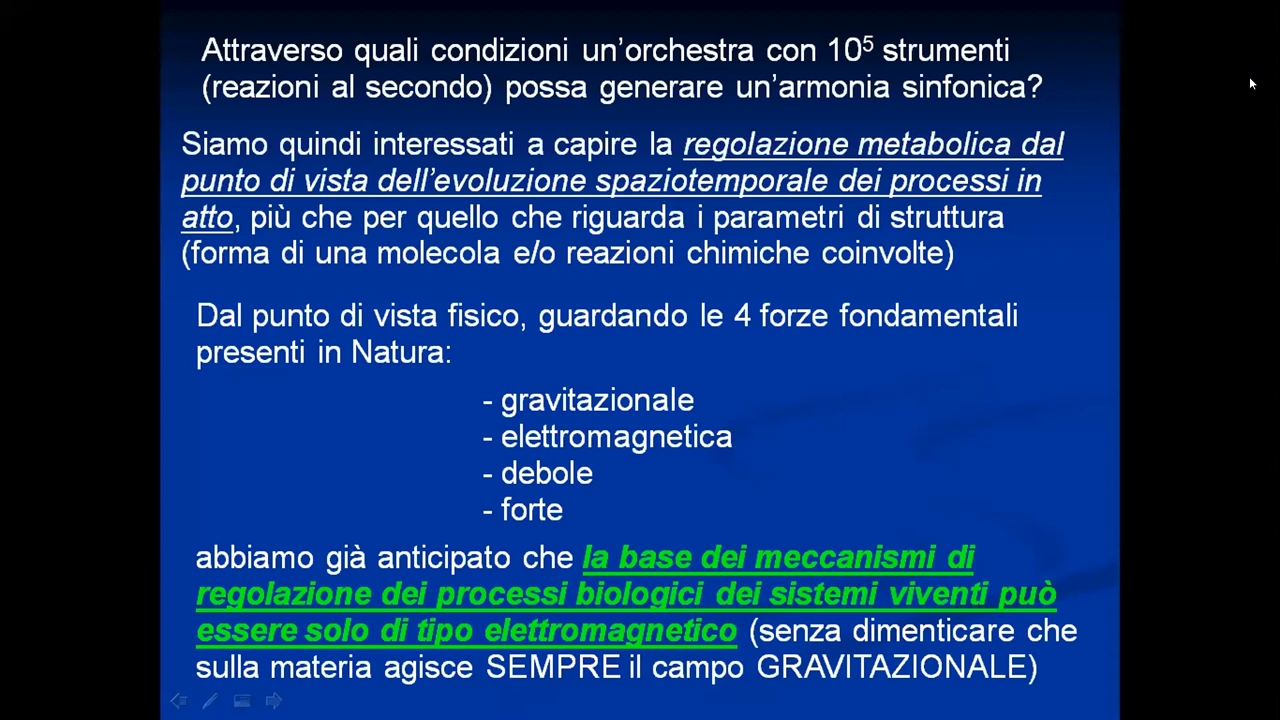 Attraverso quali condizioni un’orchestra con 10⁵ strumenti
(reazioni al secondo) possa generare un’armonia sinfonica?
Siamo quindi interessati a capire la regolazione metabolica dal
punto di vista dell’evoluzione spaziotemporale dei processi in
atto, più che per quello che riguarda i parametri di struttura
(forma di una molecola e/o reazioni chimiche coinvolte)
Dal punto di vista fisico, guardando le 4 forze fondamentali
presenti in Natura:
- gravitazionale
- elettromagnetica
- debole
- forte
abbiamo già anticipato che la base dei meccanismi di
regolazione dei processi biologici dei sistemi viventi può
essere solo di tipo elettromagnetico (senza dimenticare che
sulla materia agisce SEMPRE il campo GRAVITAZIONALE)